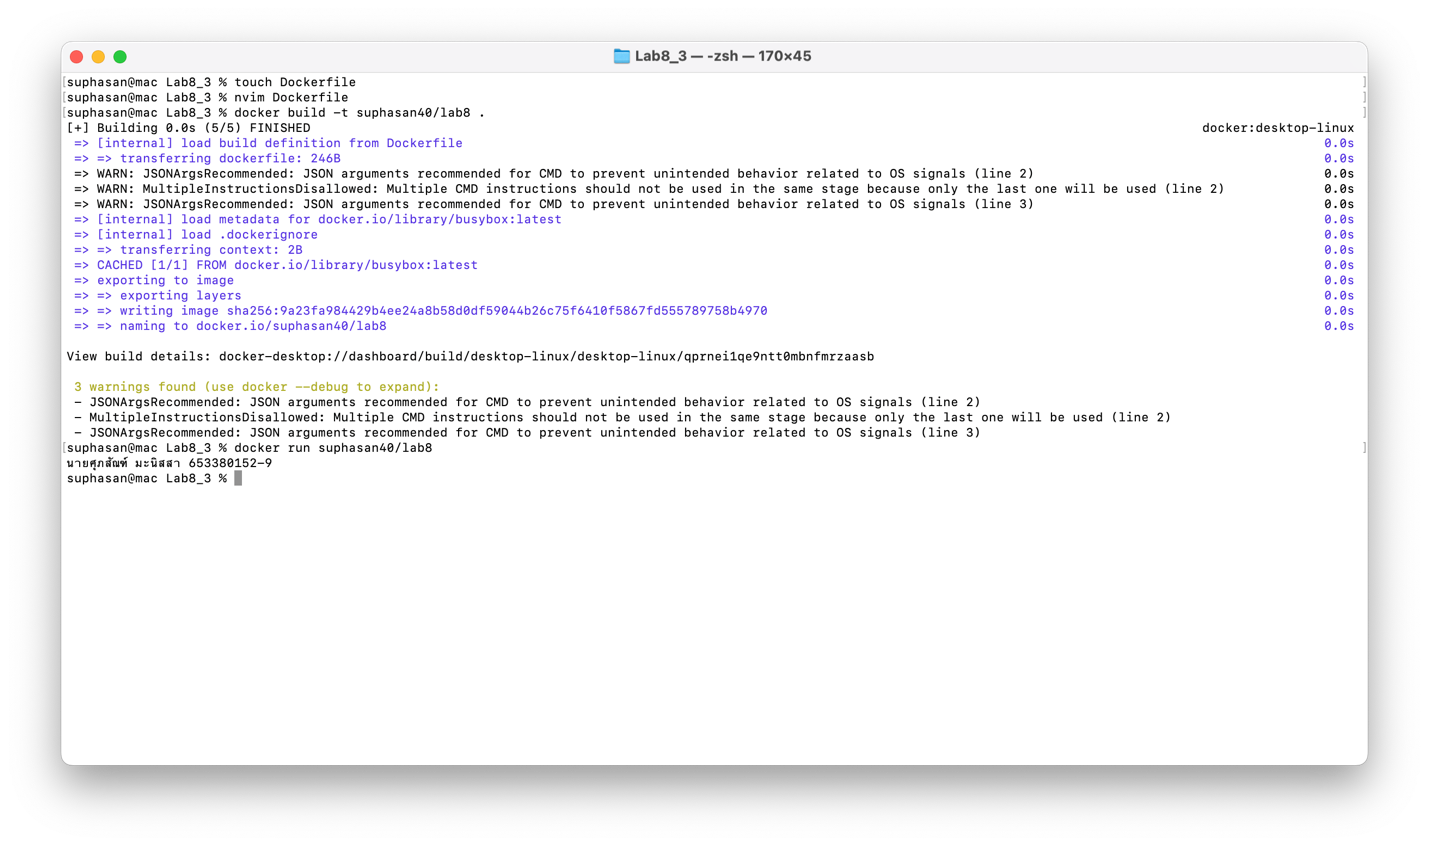 Lab8_3 — -zsh — 170×45
[suphasan@mac Lab8_3 % touch Dockerfile ]
[suphasan@mac Lab8_3 % nvim Dockerfile ]
[suphasan@mac Lab8_3 % docker build -t suphasan40/lab8 . ]
[+] Building 0.0s (5/5) FINISHED docker:desktop-linux
=> [internal] load build definition from Dockerfile 0.0s
=> => transferring dockerfile: 246B 0.0s
=> WARN: JSONArgsRecommended: JSON arguments recommended for CMD to prevent unintended behavior related to OS signals (line 2) 0.0s
=> WARN: MultipleInstructionsDisallowed: Multiple CMD instructions should not be used in the same stage because only the last one will be used (line 2) 0.0s
=> WARN: JSONArgsRecommended: JSON arguments recommended for CMD to prevent unintended behavior related to OS signals (line 3) 0.0s
=> [internal] load metadata for docker.io/library/busybox:latest 0.0s
=> [internal] load .dockerignore 0.0s
=> => transferring context: 2B 0.0s
=> CACHED [1/1] FROM docker.io/library/busybox:latest 0.0s
=> exporting to image 0.0s
=> => exporting layers 0.0s
=> => writing image sha256:9a23fa984429b4ee24a8b58d0df59044b26c75f6410f5867fd555789758b4970 0.0s
=> => naming to docker.io/suphasan40/lab8 0.0s
View build details: docker-desktop://dashboard/build/desktop-linux/desktop-linux/qprnei1qe9ntt0mbnfmrzaasb
3 warnings found (use docker --debug to expand):
- JSONArgsRecommended: JSON arguments recommended for CMD to prevent unintended behavior related to OS signals (line 2)
- MultipleInstructionsDisallowed: Multiple CMD instructions should not be used in the same stage because only the last one will be used (line 2)
- JSONArgsRecommended: JSON arguments recommended for CMD to prevent unintended behavior related to OS signals (line 3)
[suphasan@mac Lab8_3 % docker run suphasan40/lab8 ]
นายศุภสัณฑ์ มะนิสสา 653380152-9
suphasan@mac Lab8_3 %